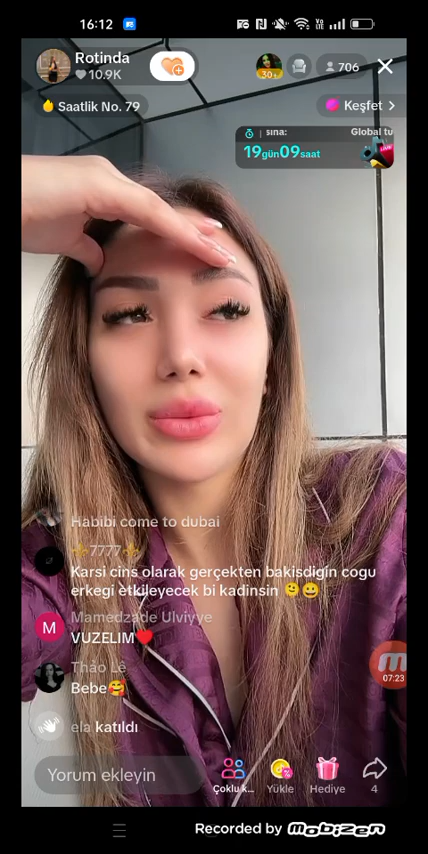 16:12
Rotinda
10.9K
30+
706
Saatlik No. 79
Keşfet
sına: Global tu
19gün09saat
LIVE
Habibi come to dubai
7777
Karsi cins olarak gerçekten bakisdigin cogu
erkegi etkileyecek bi kadinsin 🫠😀
M
Mamedzade Ulviyye
VUZELIM❤️
Thảo Lê
Bebe🥰
ela katıldı
07:23
Yorum ekleyin
Çoklu k...
Yükle
Hediye
4
Recorded by Mobizen